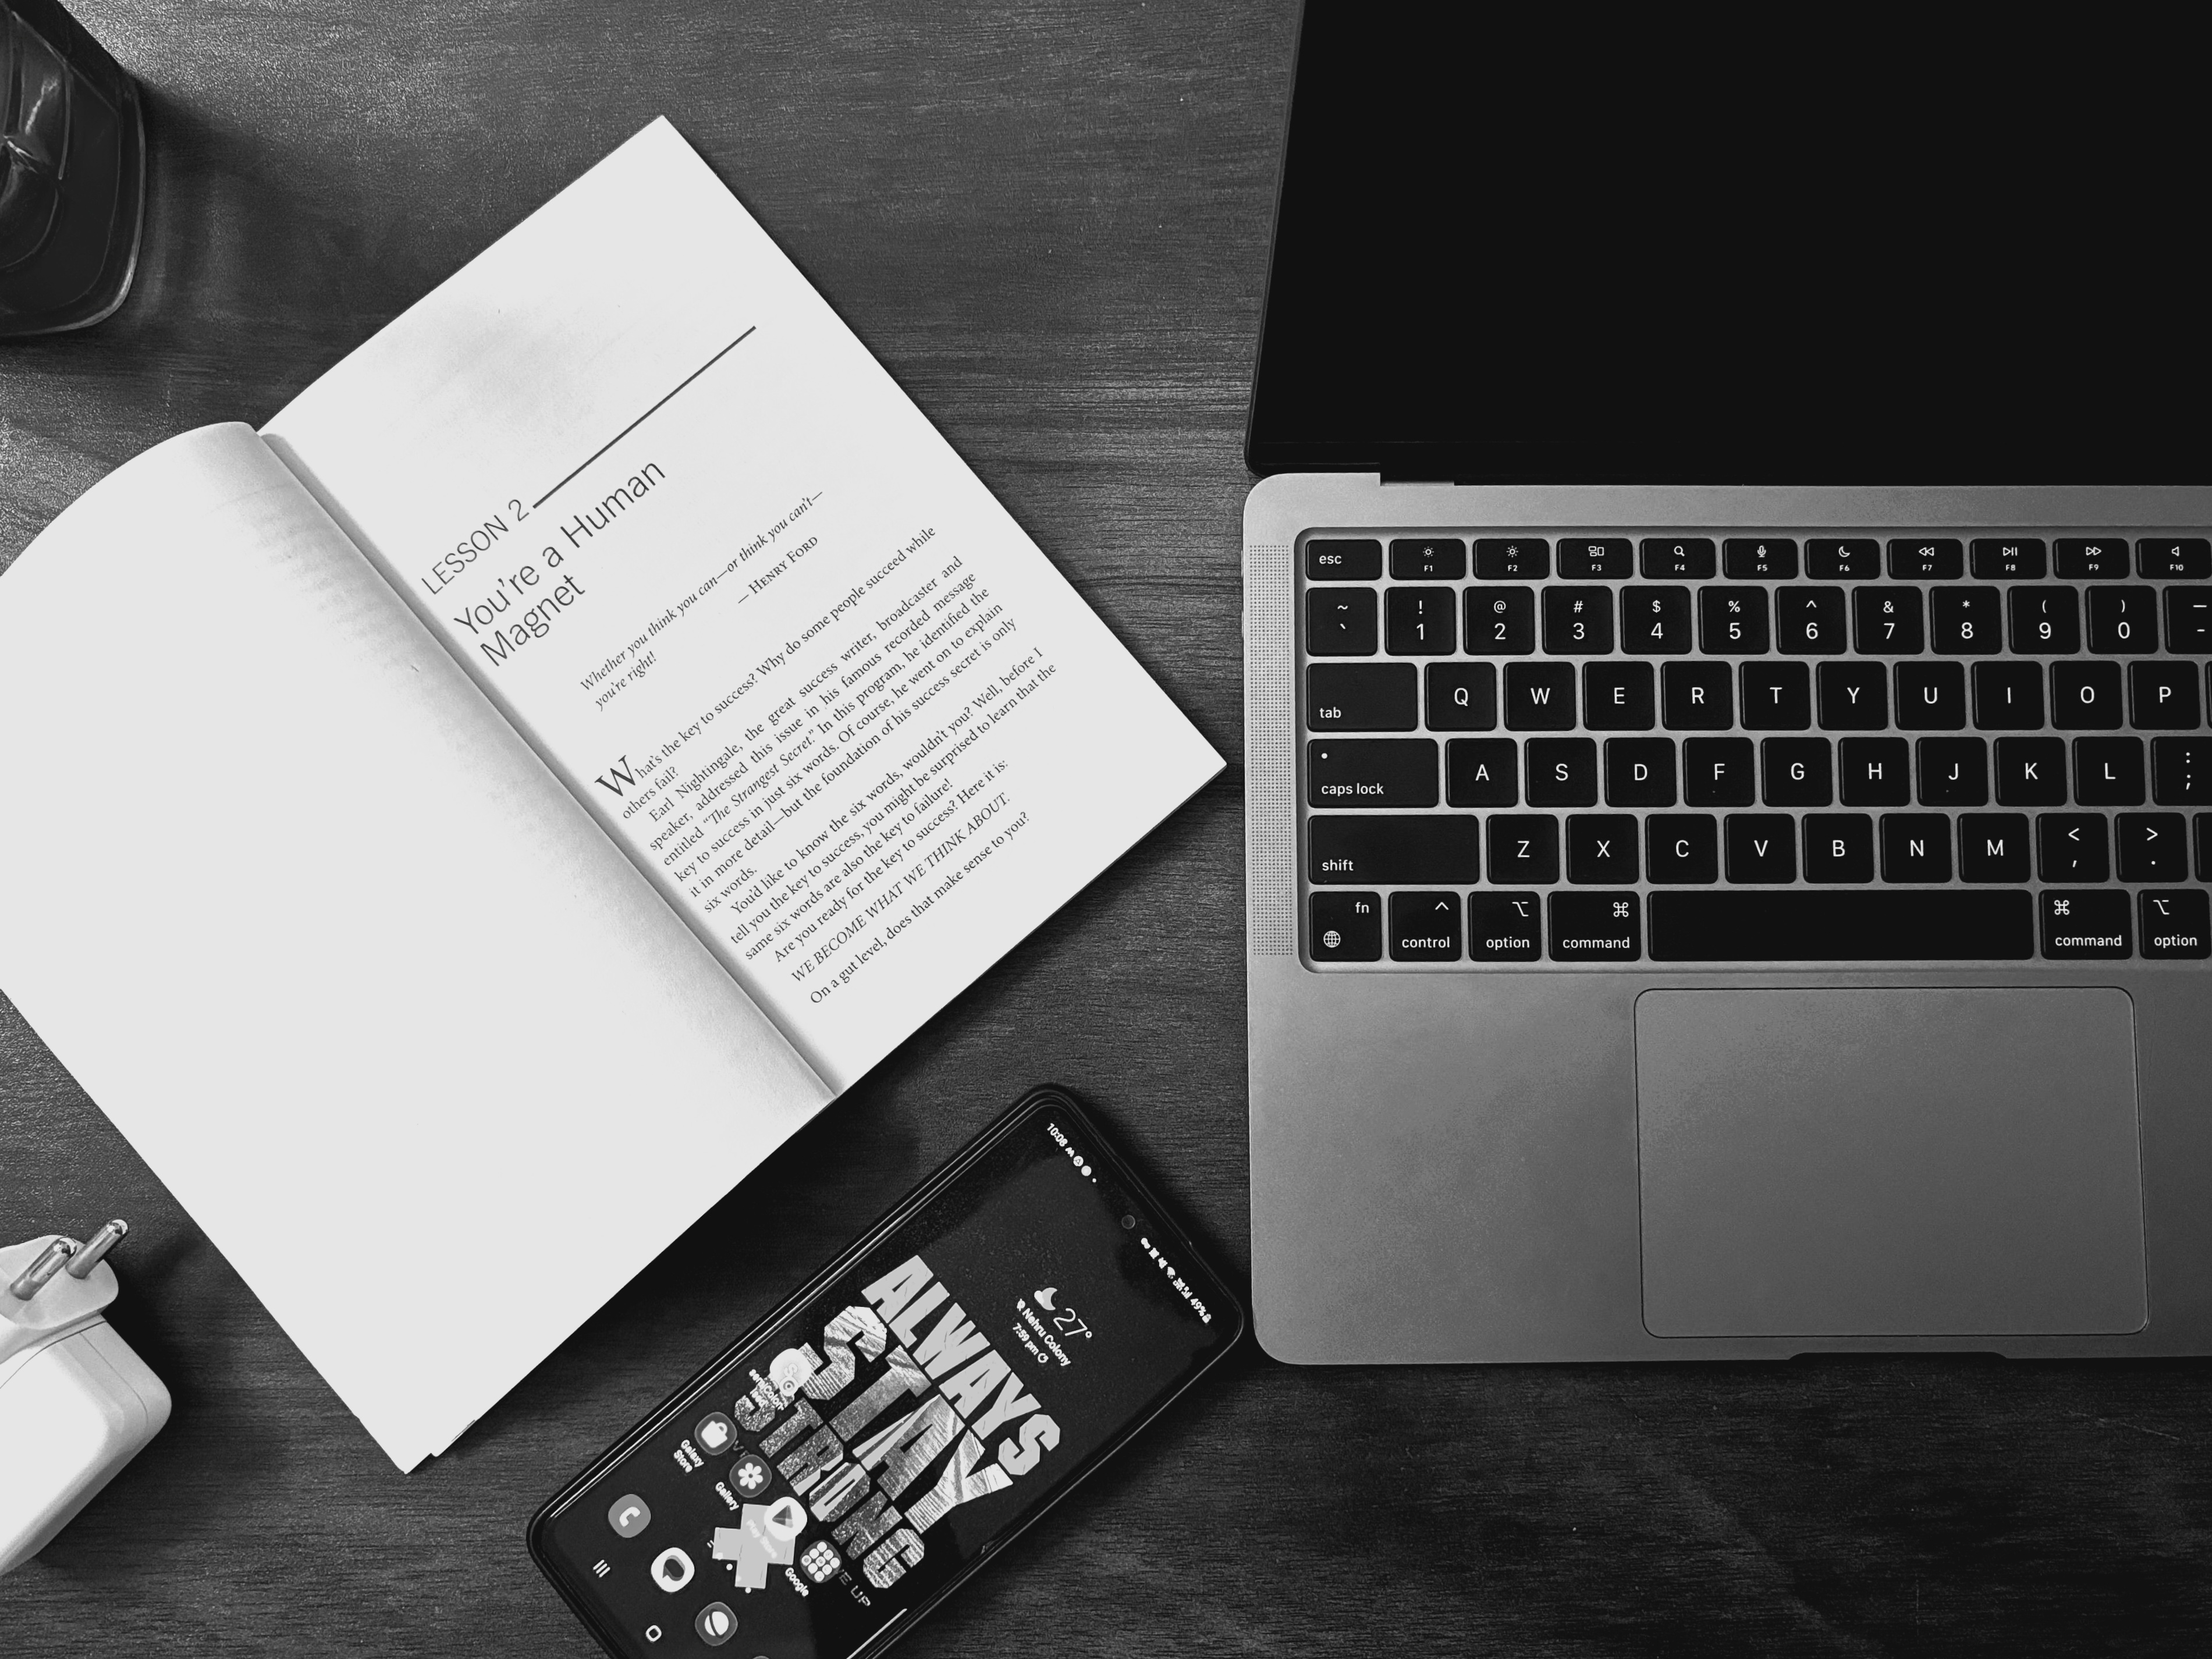 LESSON 2
You're a Human
Magnet
Whether you think you can—or think you can't—
you're right!
— HENRY FORD
What's the key to success? Why do some people succeed while
others fail?
Earl Nightingale, the great success writer, broadcaster and
speaker, addressed this issue in his famous recorded message
entitled “The Strangest Secret.” In this program, he identified the
key to success in just six words. Of course, he went on to explain
it in more detail—but the foundation of his success secret is only
six words.
You'd like to know the six words, wouldn't you? Well, before I
tell you the key to success, you might be surprised to learn that the
same six words are also the key to failure!
Are you ready for the key to success? Here it is:
WE BECOME WHAT WE THINK ABOUT.
On a gut level, does that make sense to you?
10:08
49%
27°
Nehru Colony
7:59 pm
ALWAYS
STAY
STRONG
VE UP
Galaxy
Store
Gallery
Google
esc
F1 F2 F3 F4 F5 F6 F7 F8 F9 F10
~ ! @ # $ % ^ & * ( ) —
` 1 2 3 4 5 6 7 8 9 0 -
tab Q W E R T Y U I O P
caps lock A S D F G H J K L : ;
shift Z X C V B N M < , > .
fn ^ ⌥ ⌘ ⌘ ⌥
control option command command option